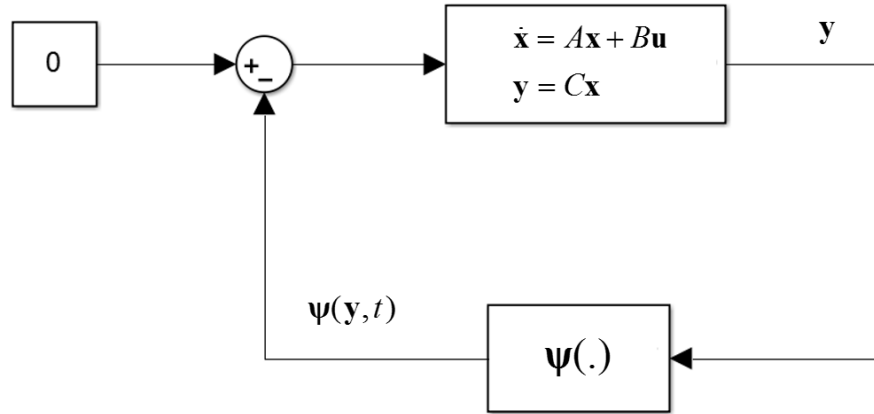 0
+
−
ẋ = Ax + Bu
y = Cx
y
ψ(y,t)
ψ(.)